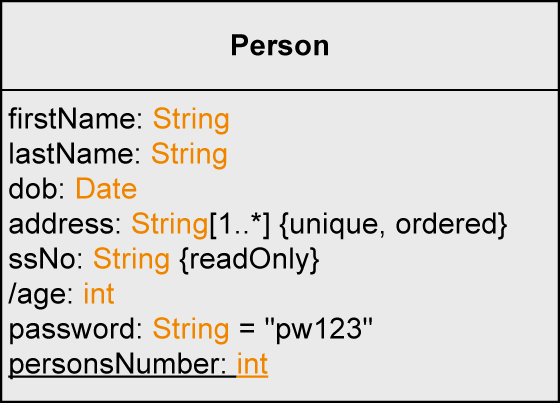 Person
firstName: String
lastName: String
dob: Date
address: String[1..*] {unique, ordered}
ssNo: String {readOnly}
/age: int
password: String = "pw123"
personsNumber: int